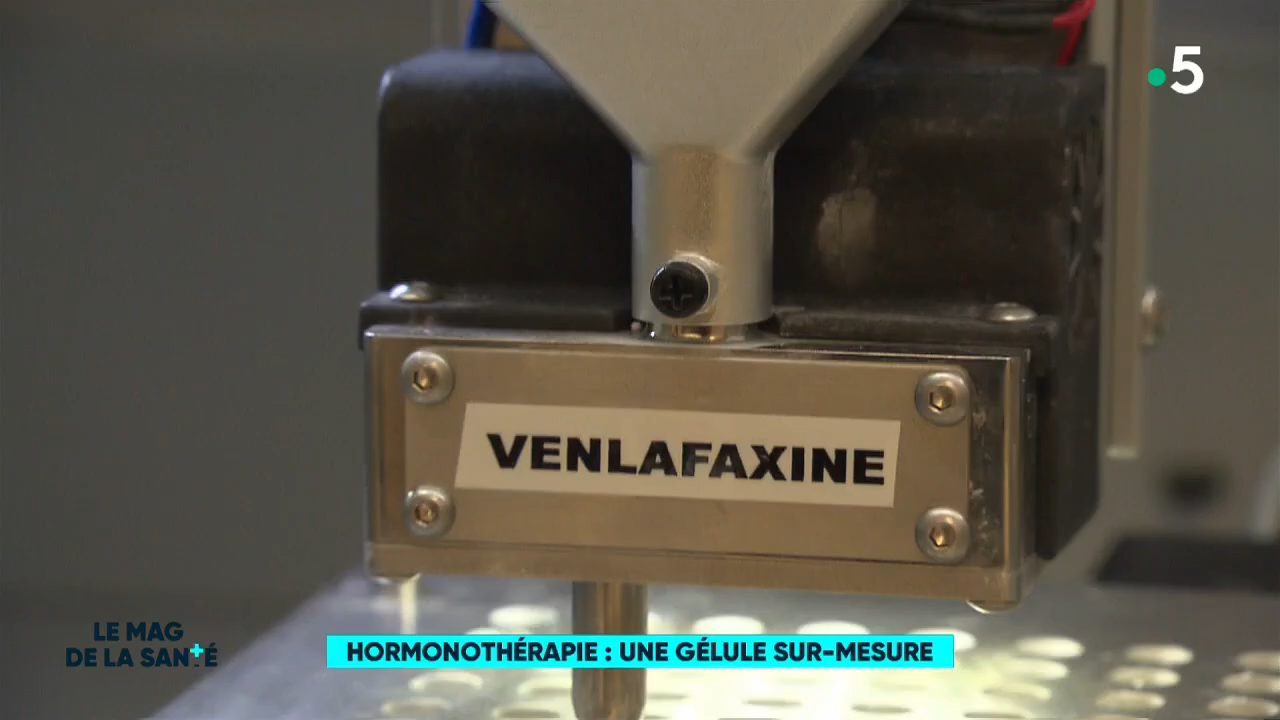 5
VENLAFAXINE
LE MAG
DE LA SANTÉ
HORMONOTHÉRAPIE : UNE GÉLULE SUR-MESURE